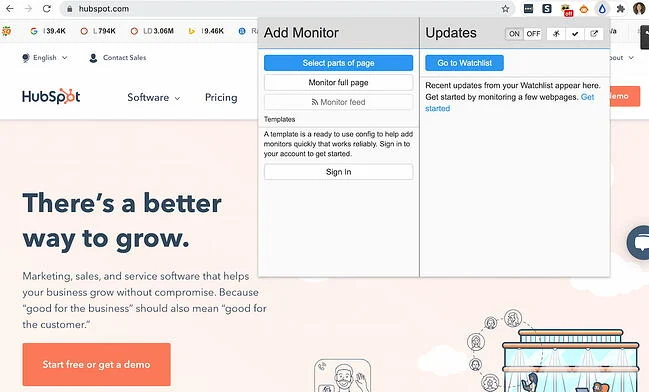 hubspot.com
off
I 39.4K
L 794K
LD 3.06M
I 9.46K
English
Contact Sales
HubSpot
Software
Pricing
Add Monitor
Select parts of page
Monitor full page
Monitor feed
Templates
A template is a ready to use config to help add
monitors quickly that works reliably. Sign in to
your account to get started.
Sign In
Updates
ON OFF
Go to Watchlist
Recent updates from your Watchlist appear here.
Get started by monitoring a few webpages. Get
started
There's a better
way to grow.
Marketing, sales, and service software that helps
your business grow without compromise. Because
"good for the business" should also mean "good for
the customer."
Start free or get a demo